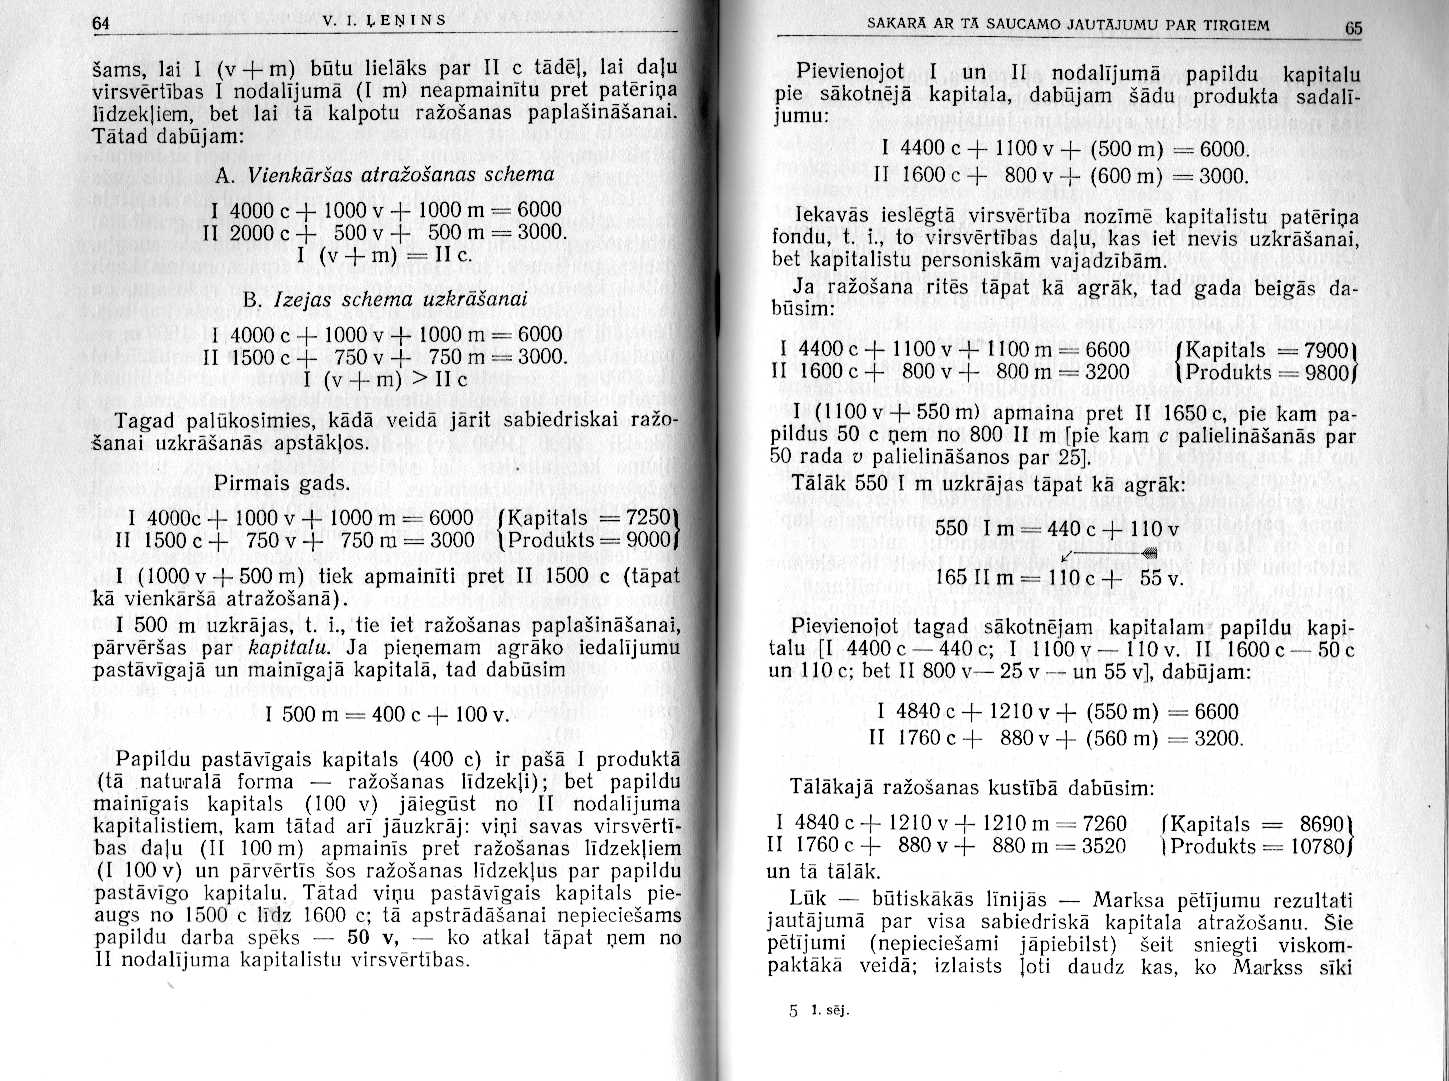 64
V. I. ĻEŅINS
šams, lai I (v + m) būtu lielāks par II c tādēļ, lai daļu
virsvērtības I nodalījumā (I m) neapmainītu pret patēriņa
līdzekļiem, bet lai tā kalpotu ražošanas paplašināšanai.
Tātad dabūjam:
A. Vienkāršas atražošanas schema
I 4000 c + 1000 v + 1000 m = 6000
II 2000 c + 500 v + 500 m = 3000.
I (v + m) = II c.
B. Izejas schema uzkrāšanai
I 4000 c + 1000 v + 1000 m = 6000
II 1500 c + 750 v + 750 m = 3000.
I (v + m) > II c
Tagad palūkosimies, kādā veidā jārit sabiedriskai ražo-
šanai uzkrāšanās apstākļos.
Pirmais gads.
I 4000c + 1000 v + 1000 m = 6000 {Kapitals = 7250}
II 1500 c + 750 v + 750 m = 3000 {Produkts = 9000}
I (1000 v + 500 m) tiek apmainīti pret II 1500 c (tāpat
kā vienkāršā atražošanā).
I 500 m uzkrājas, t. i., tie iet ražošanas paplašināšanai,
pārvēršas par kapitalu. Ja pieņemam agrāko iedalījumu
pastāvīgajā un mainīgajā kapitalā, tad dabūsim
I 500 m = 400 c + 100 v.
Papildu pastāvīgais kapitals (400 c) ir pašā I produktā
(tā naturalā forma — ražošanas līdzekļi); bet papildu
mainīgais kapitals (100 v) jāiegūst no II nodalījuma
kapitalistiem, kam tātad arī jāuzkrāj: viņi savas virsvērtī-
bas daļu (II 100 m) apmainīs pret ražošanas līdzekļiem
(I 100 v) un pārvērtīs šos ražošanas līdzekļus par papildu
pastāvīgo kapitalu. Tātad viņu pastāvīgais kapitals pie-
augs no 1500 c līdz 1600 c; tā apstrādāšanai nepieciešams
papildu darba spēks — 50 v, — ko atkal tāpat ņem no
II nodalījuma kapitalistu virsvērtības.
SAKARĀ AR TĀ SAUCAMO JAUTĀJUMU PAR TIRGIEM
65
Pievienojot I un II nodalījumā papildu kapitalu
pie sākotnējā kapitala, dabūjam šādu produkta sadalī-
jumu:
I 4400 c + 1100 v + (500 m) = 6000.
II 1600 c + 800 v + (600 m) = 3000.
Iekavās ieslēgtā virsvērtība nozīmē kapitalistu patēriņa
fondu, t. i., to virsvērtības daļu, kas iet nevis uzkrāšanai,
bet kapitalistu personiskām vajadzībām.
Ja ražošana ritēs tāpat kā agrāk, tad gada beigās da-
būsim:
I 4400 c + 1100 v + 1100 m = 6600 {Kapitals = 7900}
II 1600 c + 800 v + 800 m = 3200 {Produkts = 9800}
I (1100 v + 550 m) apmaina pret II 1650 c, pie kam pa-
pildus 50 c ņem no 800 II m [pie kam c palielināšanās par
50 rada v palielināšanos par 25].
Tālāk 550 I m uzkrājas tāpat kā agrāk:
550 I m = 440 c + 110 v
165 II m = 110 c + 55 v.
Pievienojot tagad sākotnējam kapitalam papildu kapi-
talu [I 4400 c — 440 c; I 1100 v — 110 v. II 1600 c — 50 c
un 110 c; bet II 800 v — 25 v — un 55 v], dabūjam:
I 4840 c + 1210 v + (550 m) = 6600
II 1760 c + 880 v + (560 m) = 3200.
Tālākajā ražošanas kustībā dabūsim:
I 4840 c + 1210 v + 1210 m = 7260 {Kapitals = 8690}
II 1760 c + 880 v + 880 m = 3520 {Produkts = 10780}
un tā tālāk.
Lūk — būtiskākās līnijās — Marksa pētījumu rezultati
jautājumā par visa sabiedriskā kapitala atražošanu. Šie
pētījumi (nepieciešami jāpiebilst) šeit sniegti viskom-
paktākā veidā; izlaists ļoti daudz kas, ko Markss sīki
5 1. sēj.